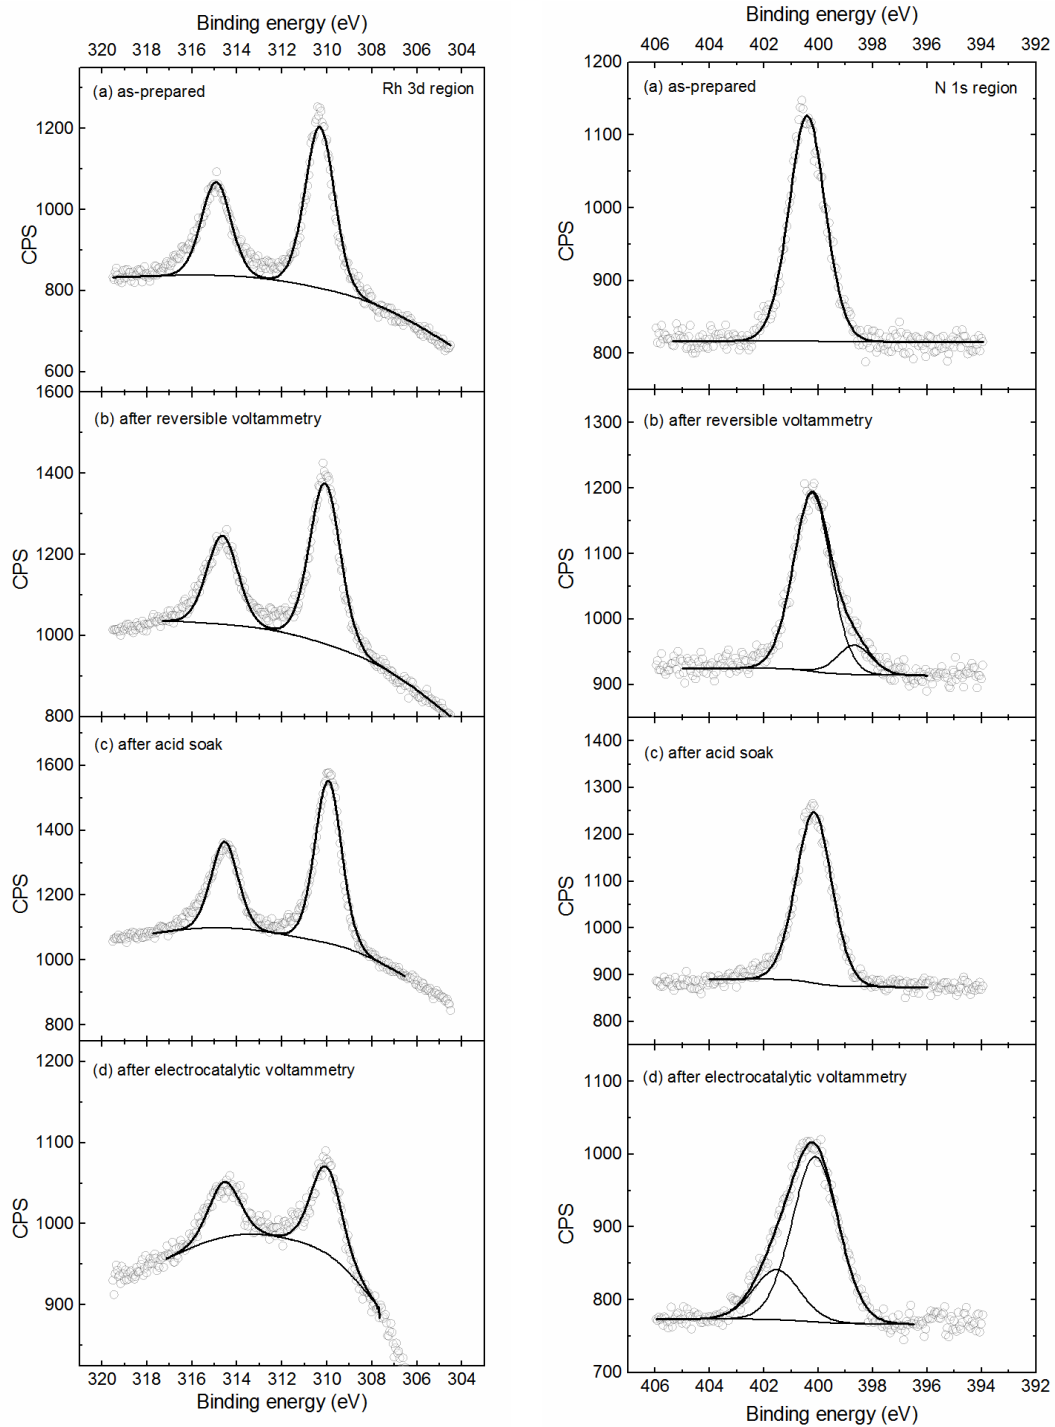 Binding energy (eV)
320 318 316 314 312 310 308 306 304
(a) as-prepared
Rh 3d region
1200
1000
800
600
CPS
1600
(b) after reversible voltammetry
1400
1200
1000
800
CPS
(c) after acid soak
1600
1400
1200
1000
800
CPS
(d) after electrocatalytic voltammetry
1200
1100
1000
900
CPS
320 318 316 314 312 310 308 306 304
Binding energy (eV)
Binding energy (eV)
406 404 402 400 398 396 394 392
1200
(a) as-prepared
N 1s region
1100
1000
900
800
CPS
(b) after reversible voltammetry
1300
1200
1100
1000
900
CPS
(c) after acid soak
1400
1300
1200
1100
1000
900
800
CPS
(d) after electrocatalytic voltammetry
1100
1000
900
800
700
CPS
406 404 402 400 398 396 394 392
Binding energy (eV)